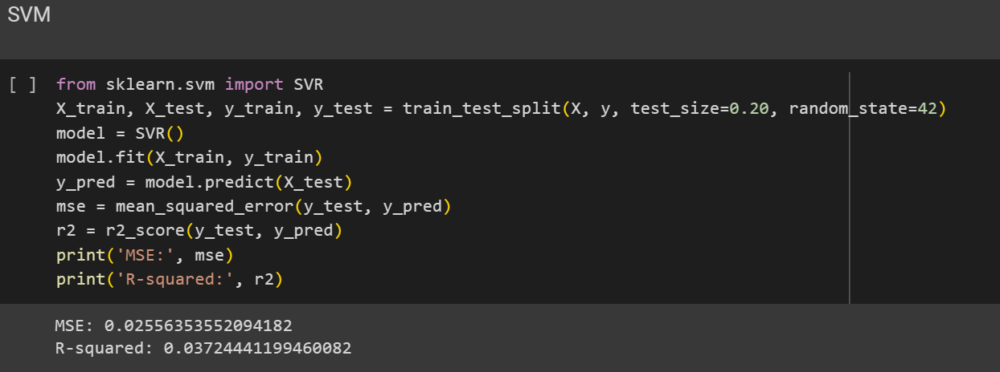 SVM
[ ] from sklearn.svm import SVR
X_train, X_test, y_train, y_test = train_test_split(X, y, test_size=0.20, random_state=42)
model = SVR()
model.fit(X_train, y_train)
y_pred = model.predict(X_test)
mse = mean_squared_error(y_test, y_pred)
r2 = r2_score(y_test, y_pred)
print('MSE:', mse)
print('R-squared:', r2)
MSE: 0.02556353552094182
R-squared: 0.03724441199460082